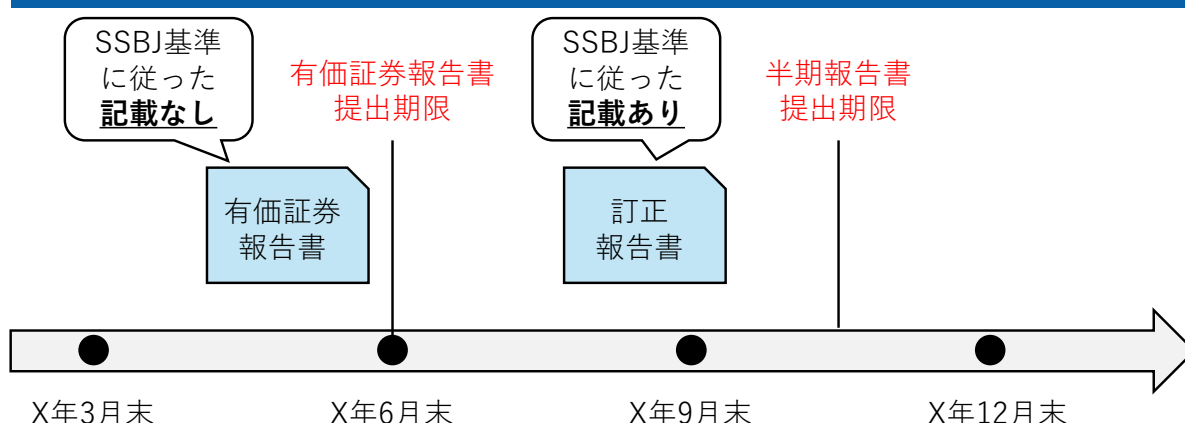 SSBJ基準
に従った
記載なし
有価証券報告書
提出期限
SSBJ基準
に従った
記載あり
半期報告書
提出期限
有価証券
報告書
訂正
報告書
X年3月末
X年6月末
X年9月末
X年12月末